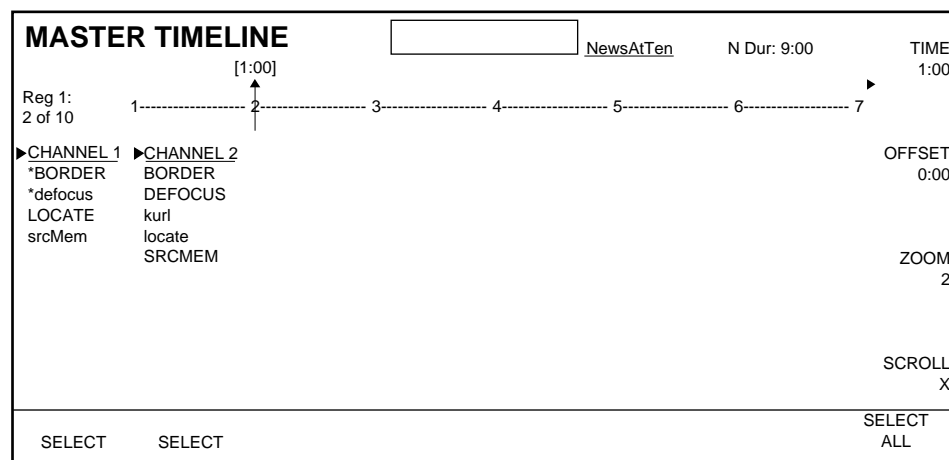 MASTER TIMELINE NewsAtTen N Dur: 9:00 TIME
[1:00] 1:00
Reg 1:
2 of 10
1------------------- 2------------------- 3------------------- 4------------------- 5------------------- 6------------------- 7
CHANNEL 1 CHANNEL 2 OFFSET
*BORDER BORDER 0:00
*defocus DEFOCUS
LOCATE kurl
srcMem locate
SRCMEM ZOOM
2
SCROLL
X
SELECT SELECT SELECT
ALL